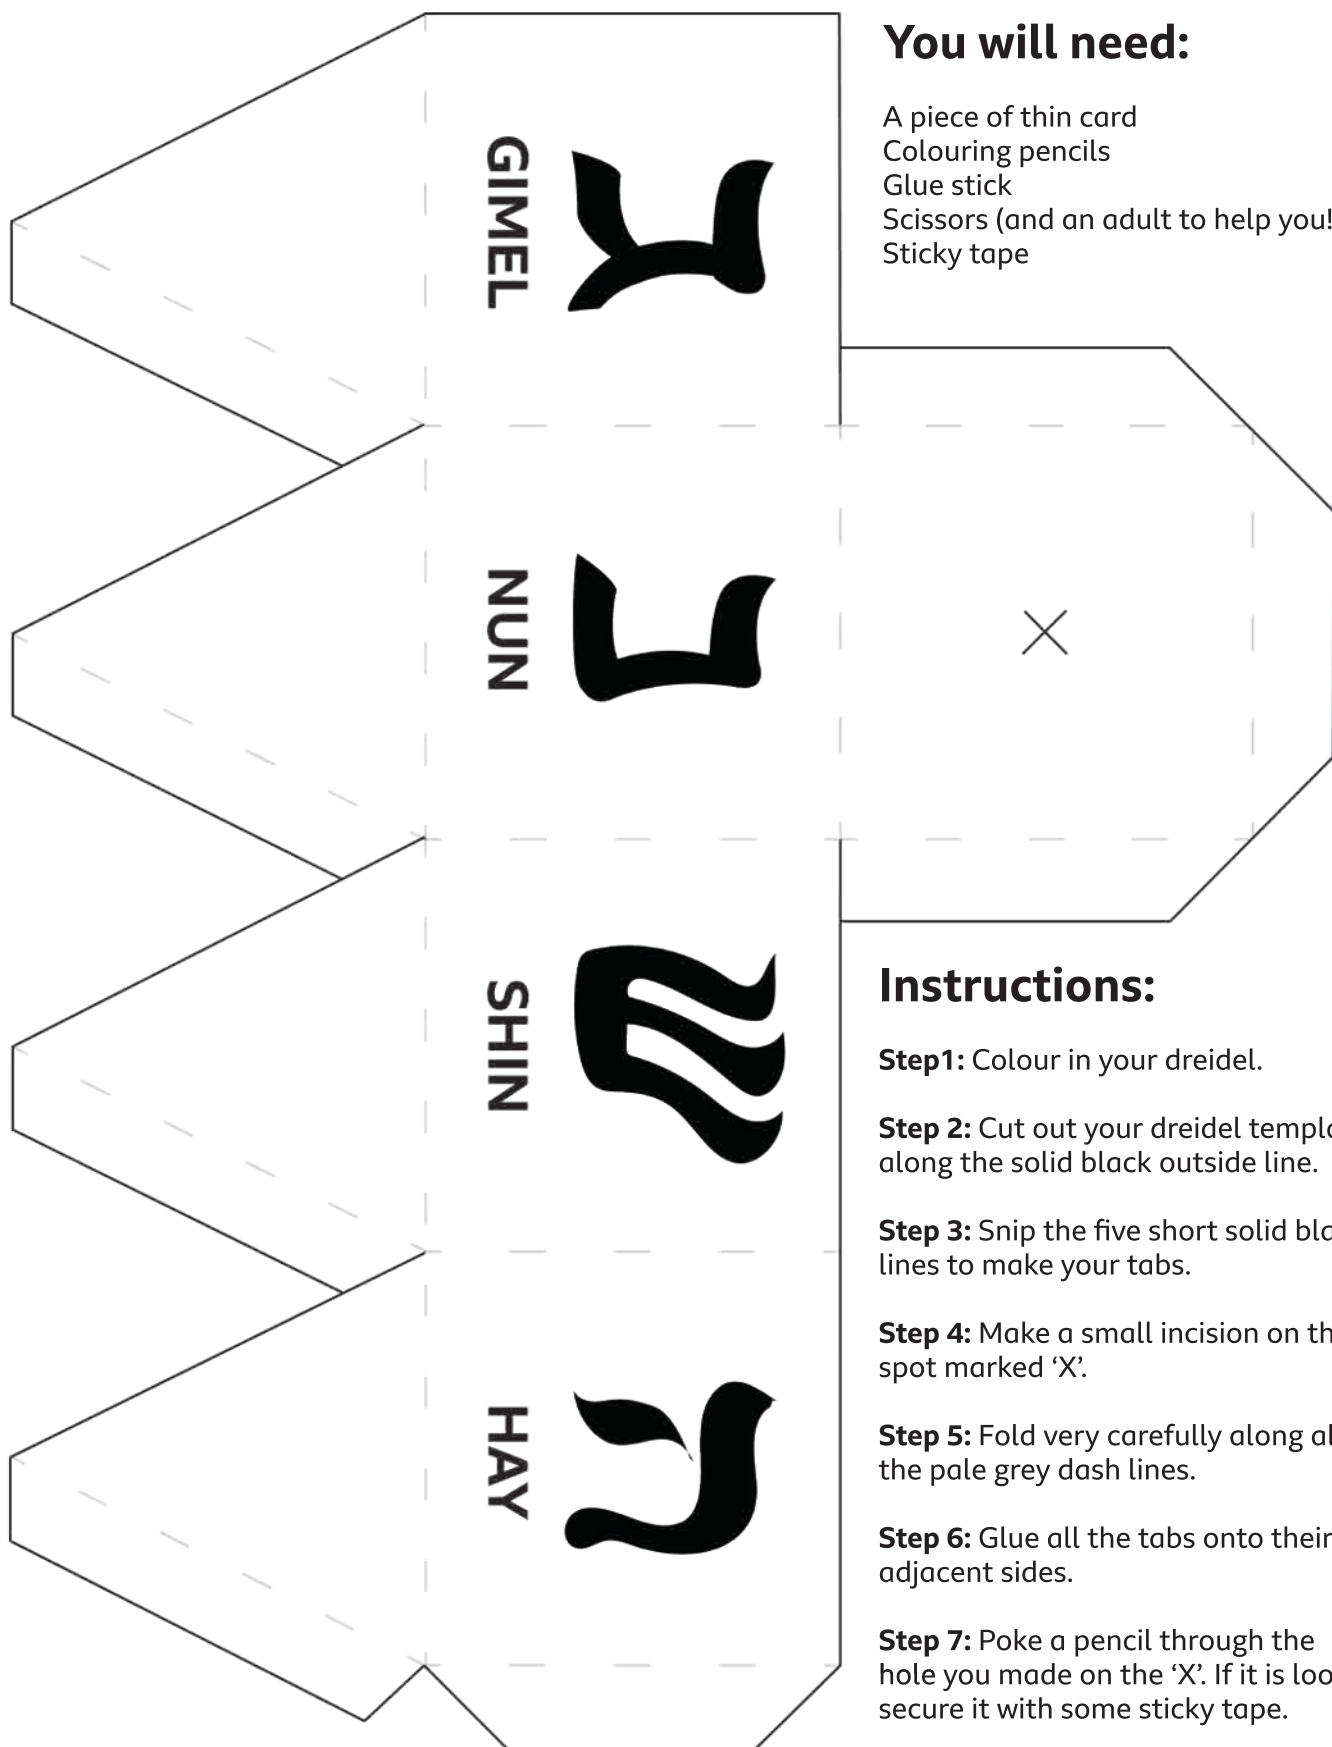 GIMEL
ג
NUN
נ
SHIN
ש
HAY
ה
You will need:
A piece of thin card
Colouring pencils
Glue stick
Scissors (and an adult to help you!
Sticky tape
X
Instructions:
Step1: Colour in your dreidel.
Step 2: Cut out your dreidel templa
along the solid black outside line.
Step 3: Snip the five short solid bla
lines to make your tabs.
Step 4: Make a small incision on th
spot marked ‘X’.
Step 5: Fold very carefully along al
the pale grey dash lines.
Step 6: Glue all the tabs onto their
adjacent sides.
Step 7: Poke a pencil through the
hole you made on the ‘X’. If it is loo
secure it with some sticky tape.